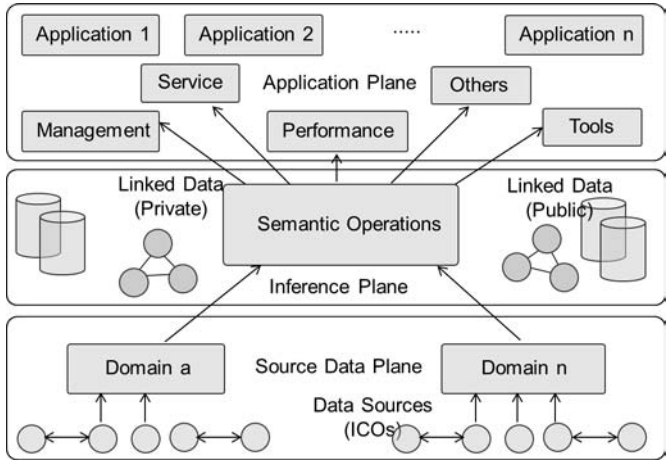 Application 1
Application 2
.....
Application n
Service
Application Plane
Others
Management
Performance
Tools
Linked Data
(Private)
Semantic Operations
Linked Data
(Public)
Inference Plane
Domain a
Source Data Plane
Domain n
Data Sources
(ICOs)